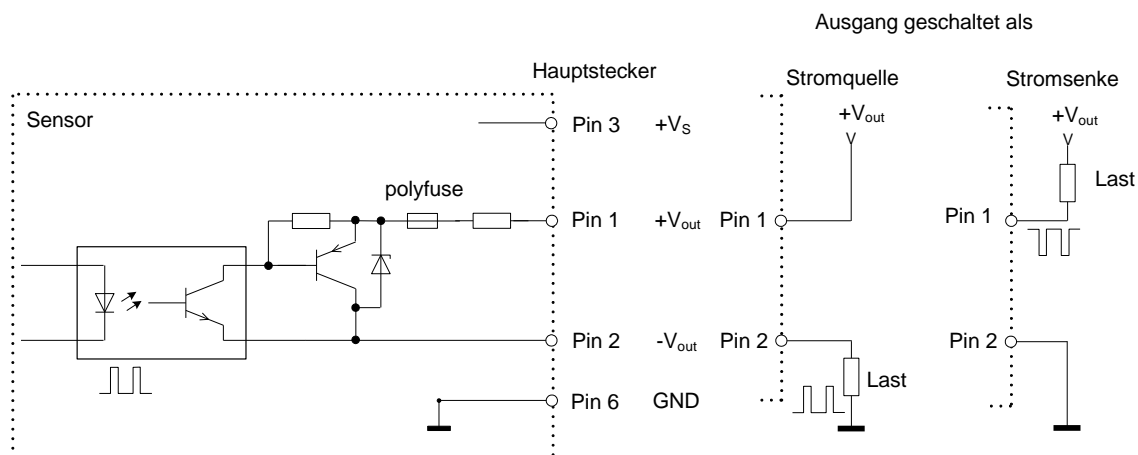 Ausgang geschaltet als
Hauptstecker
Stromquelle
Stromsenke
Sensor
Pin 3 +VS
+Vout
+Vout
polyfuse
Last
Pin 1 +Vout
Pin 1
Pin 1
Pin 2 -Vout
Pin 2
Pin 2
Last
Pin 6 GND